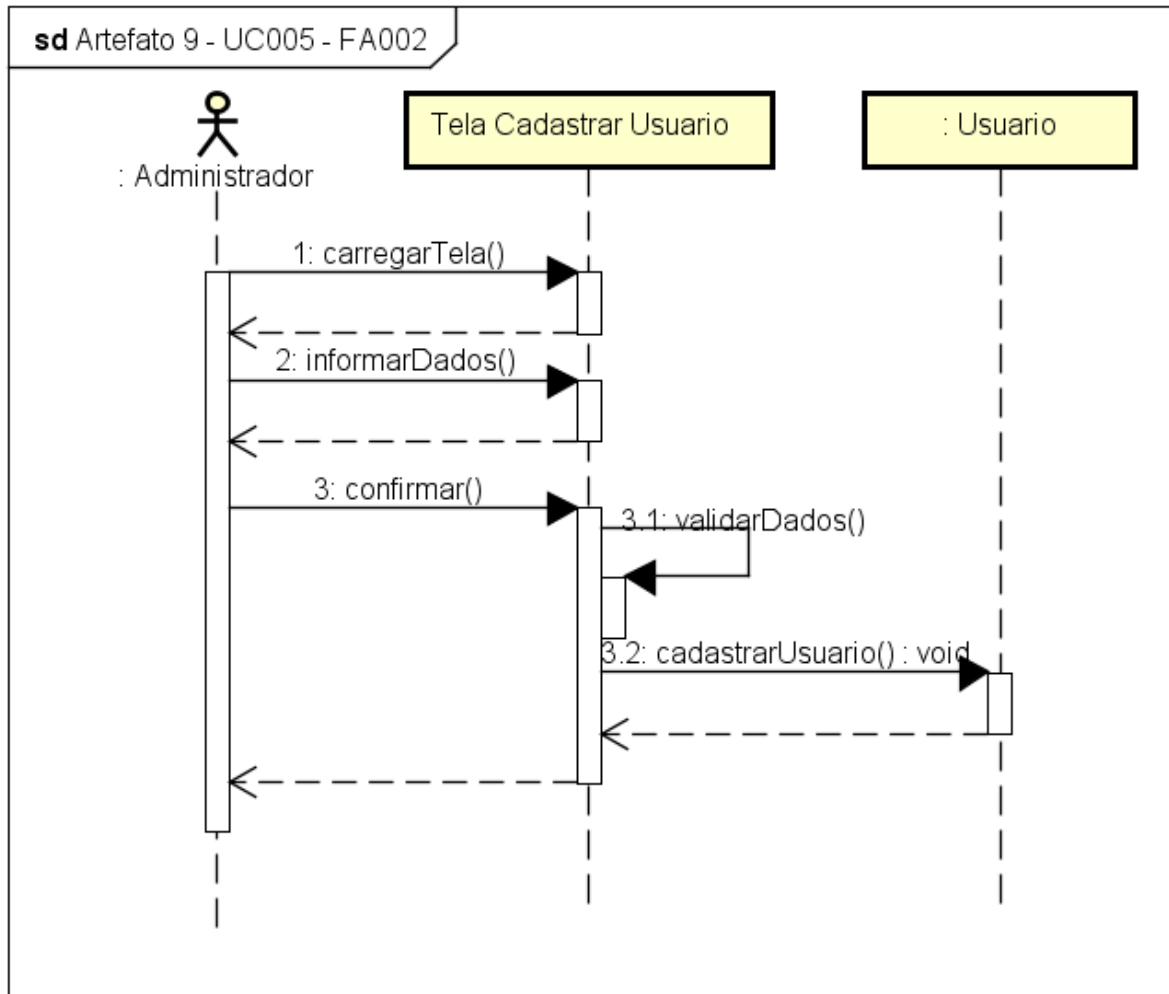 sd Artefato 9 - UC005 - FA002
Tela Cadastrar Usuario
: Usuario
: Administrador
1: carregarTela()
2: informarDados()
3: confirmar()
3.1: validarDados()
3.2: cadastrarUsuario() : void